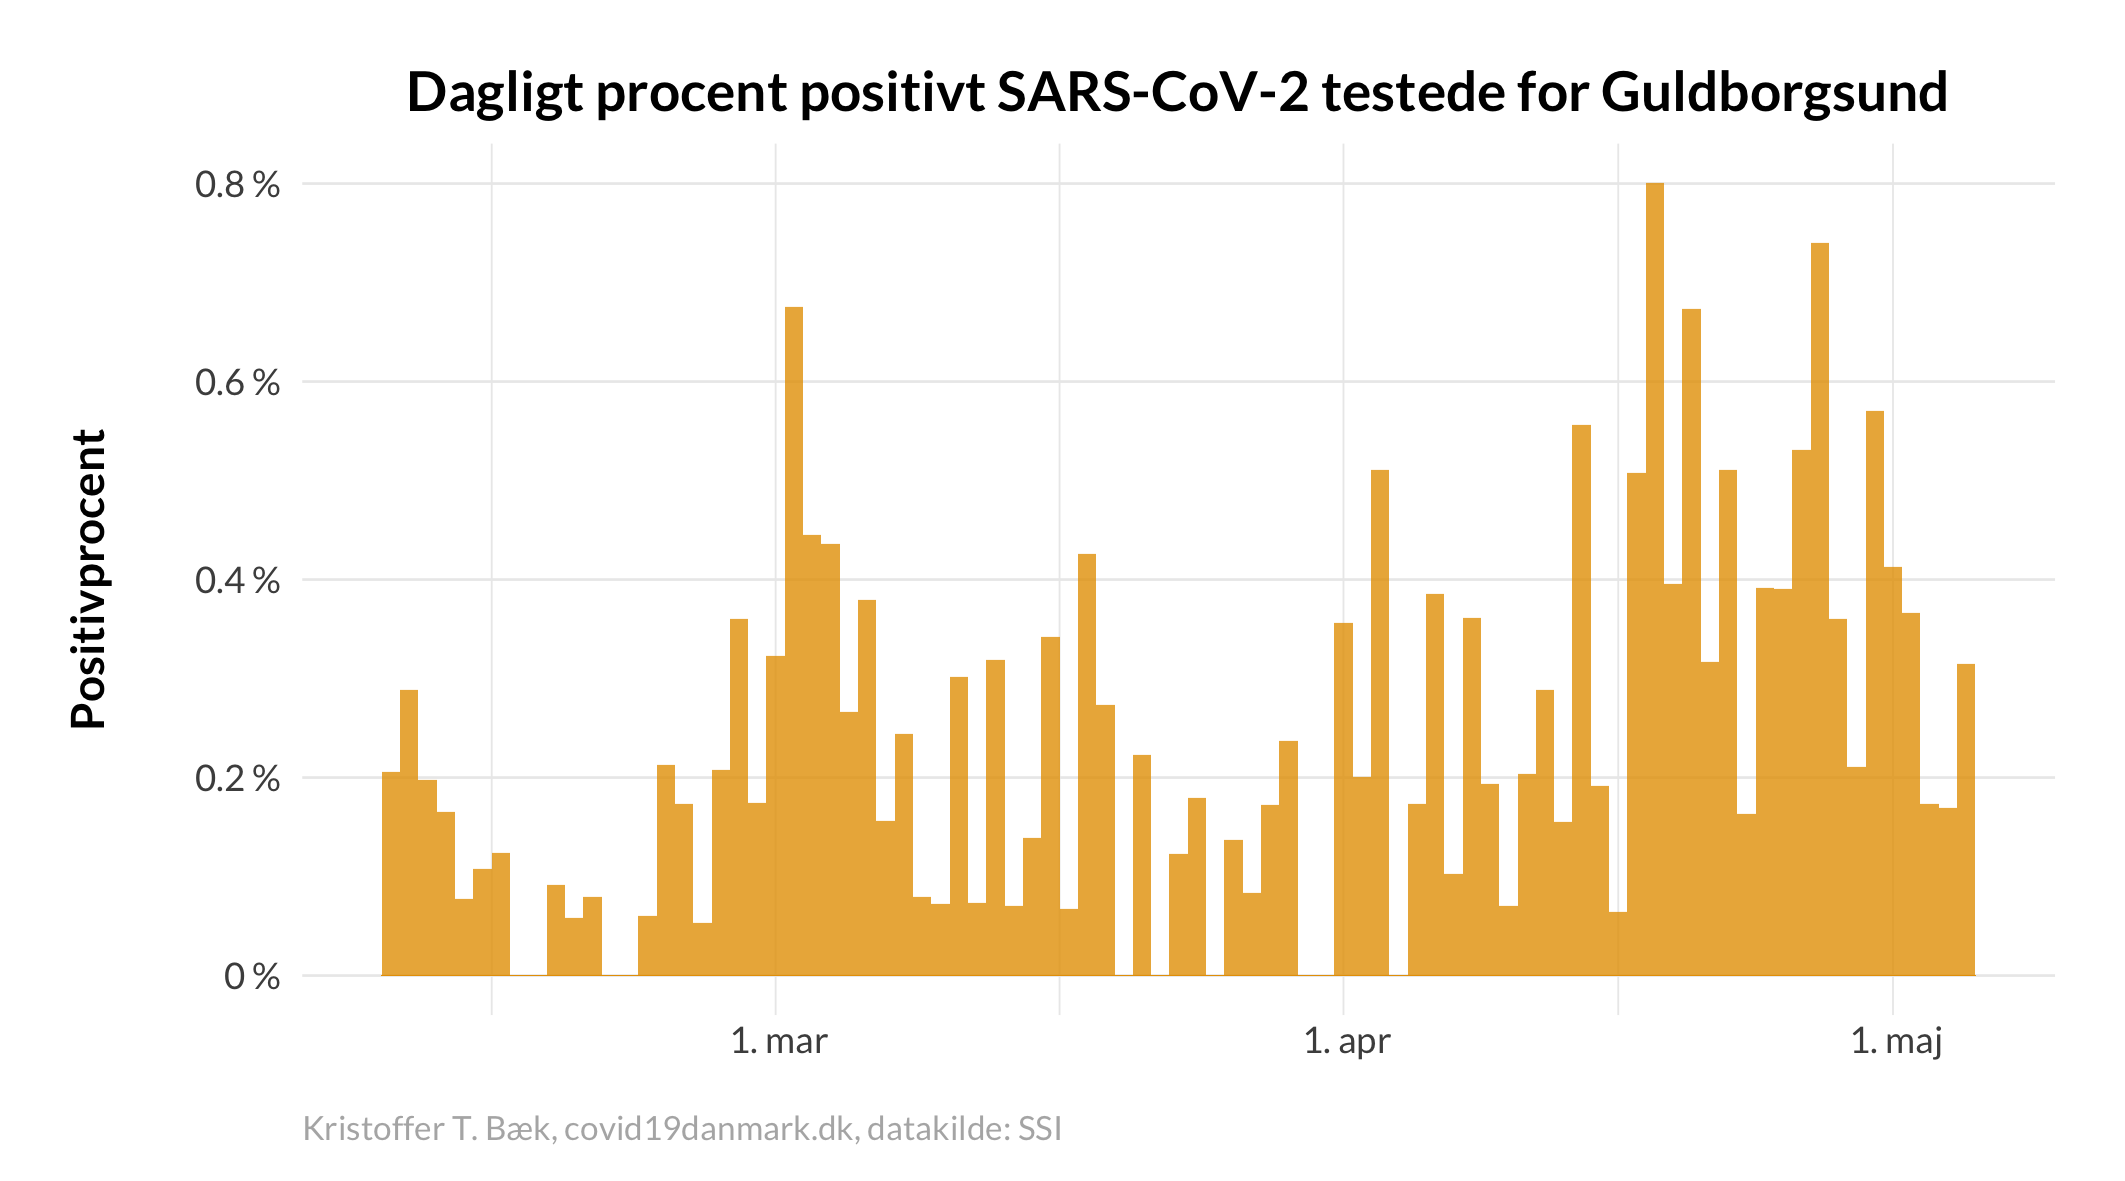 Dagligt procent positivt SARS-CoV-2 testede for Guldborgsund
Positivprocent
0.8 %
0.6 %
0.4 %
0.2 %
0 %
1. mar
1. apr
1. maj
Kristoffer T. Bæk, covid19danmark.dk, datakilde: SSI